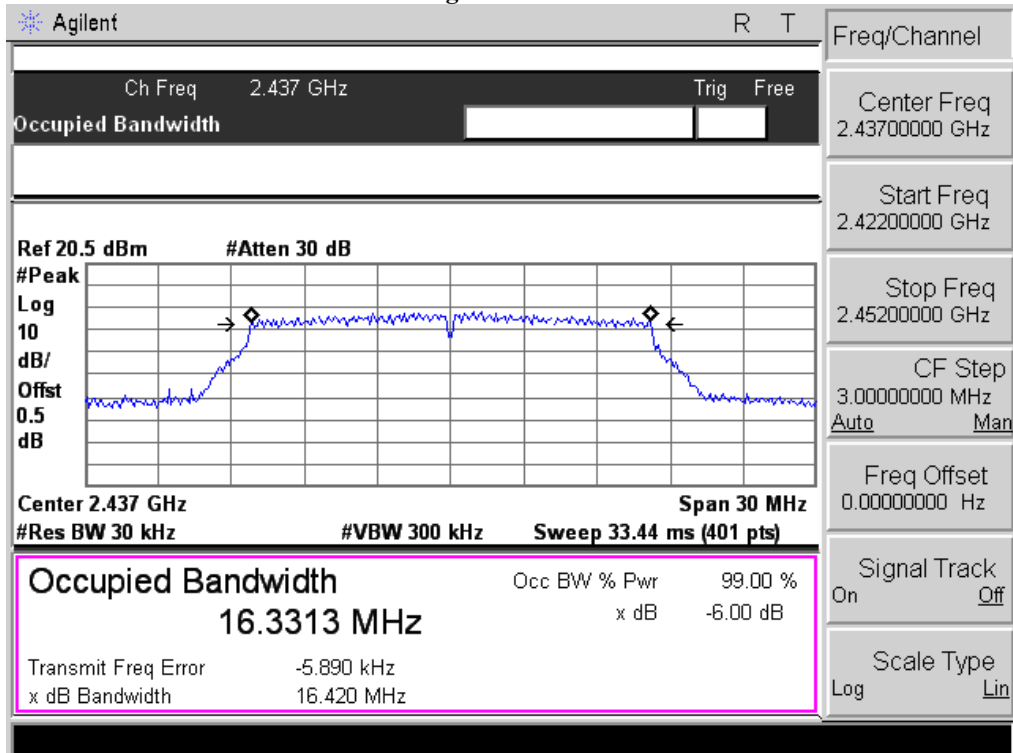 Agilent R T
Freq/Channel
Ch Freq 2.437 GHz Trig Free
Occupied Bandwidth
Center Freq
2.43700000 GHz
Start Freq
2.42200000 GHz
Stop Freq
2.45200000 GHz
CF Step
3.00000000 MHz
Auto Man
Freq Offset
0.00000000 Hz
Signal Track
On Off
Scale Type
Log Lin
Ref 20.5 dBm #Atten 30 dB
#Peak
Log
10
dB/
Offst
0.5
dB
Center 2.437 GHz Span 30 MHz
#Res BW 30 kHz #VBW 300 kHz Sweep 33.44 ms (401 pts)
Occupied Bandwidth Occ BW % Pwr 99.00 %
16.3313 MHz x dB -6.00 dB
Transmit Freq Error -5.890 kHz
x dB Bandwidth 16.420 MHz